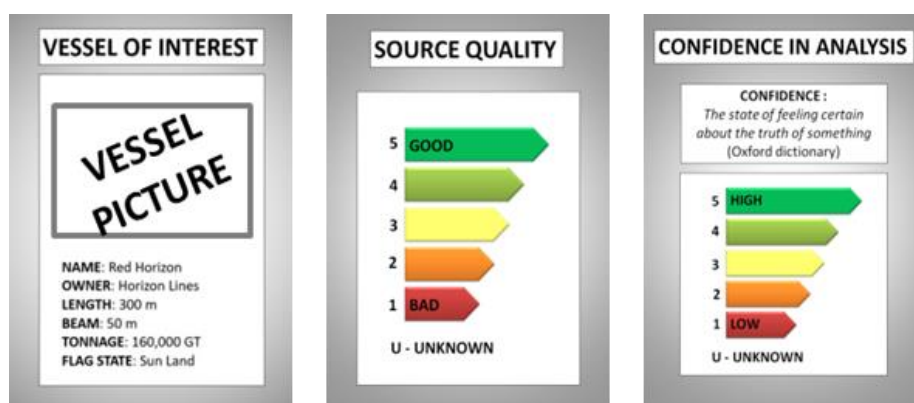 VESSEL OF INTEREST
VESSEL
PICTURE
NAME: Red Horizon
OWNER: Horizon Lines
LENGTH: 300 m
BEAM: 50 m
TONNAGE: 160,000 GT
FLAG STATE: Sun Land
SOURCE QUALITY
5 GOOD
4
3
2
1 BAD
U - UNKNOWN
CONFIDENCE IN ANALYSIS
CONFIDENCE :
The state of feeling certain
about the truth of something
(Oxford dictionary)
5 HIGH
4
3
2
1 LOW
U - UNKNOWN